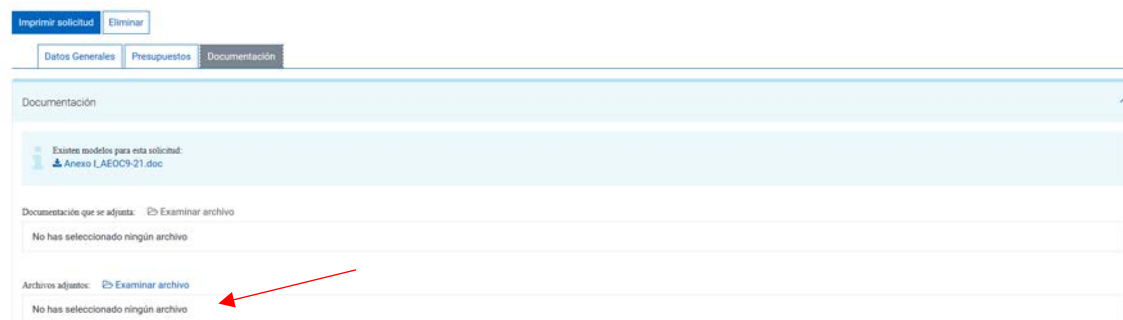 Imprimir solicitud Eliminar
Datos Generales Presupuestos Documentación
Documentación
Existen modelos para esta solicitud:
Anexo I_AEOC9-21.doc
Documentación que se adjunta: Examinar archivo
No has seleccionado ningún archivo
Archivos adjuntos: Examinar archivo
No has seleccionado ningún archivo